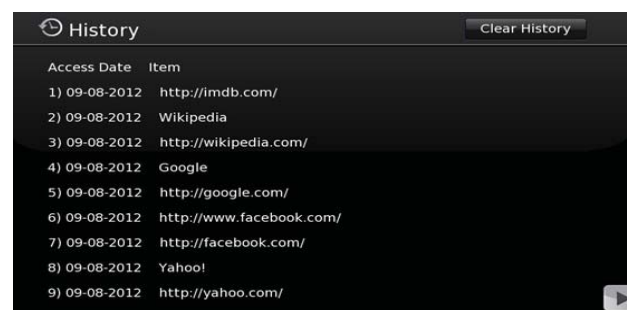 History
Clear History
Access Date Item
1) 09-08-2012 http://imdb.com/
2) 09-08-2012 Wikipedia
3) 09-08-2012 http://wikipedia.com/
4) 09-08-2012 Google
5) 09-08-2012 http://google.com/
6) 09-08-2012 http://www.facebook.com/
7) 09-08-2012 http://facebook.com/
8) 09-08-2012 Yahoo!
9) 09-08-2012 http://yahoo.com/